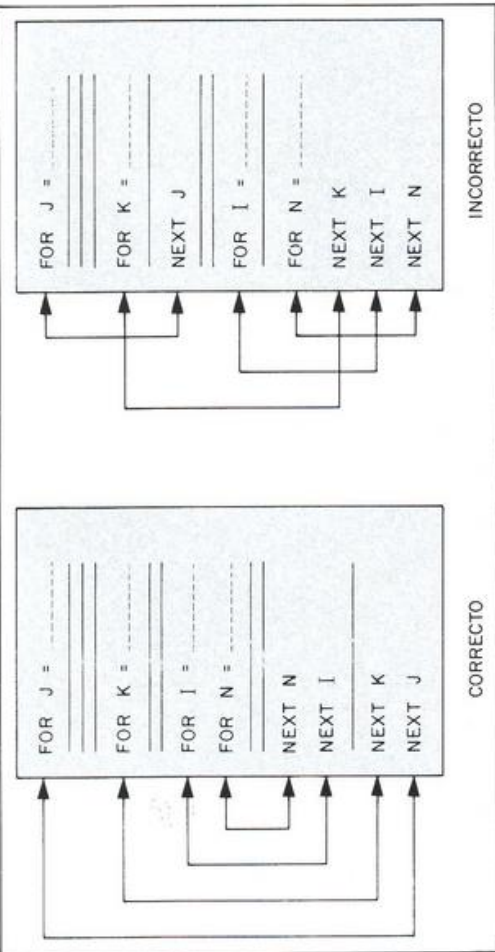 FOR J =
FOR K =
FOR I =
FOR N =
NEXT N
NEXT I
NEXT K
NEXT J
CORRECTO
FOR J =
FOR K =
NEXT J
FOR I =
FOR N =
NEXT K
NEXT I
NEXT N
INCORRECTO